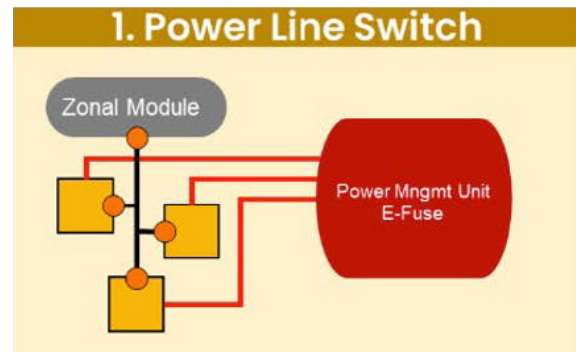 1. Power Line Switch
Zonal Module
Power Mngmt Unit
E-Fuse